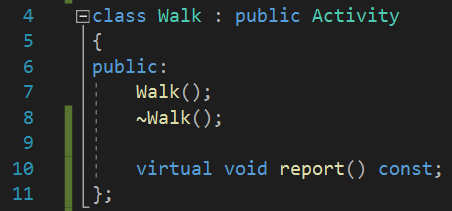 4 class Walk : public Activity
5 {
6 public:
7 Walk();
8 ~Walk();
9
10 virtual void report() const;
11 };